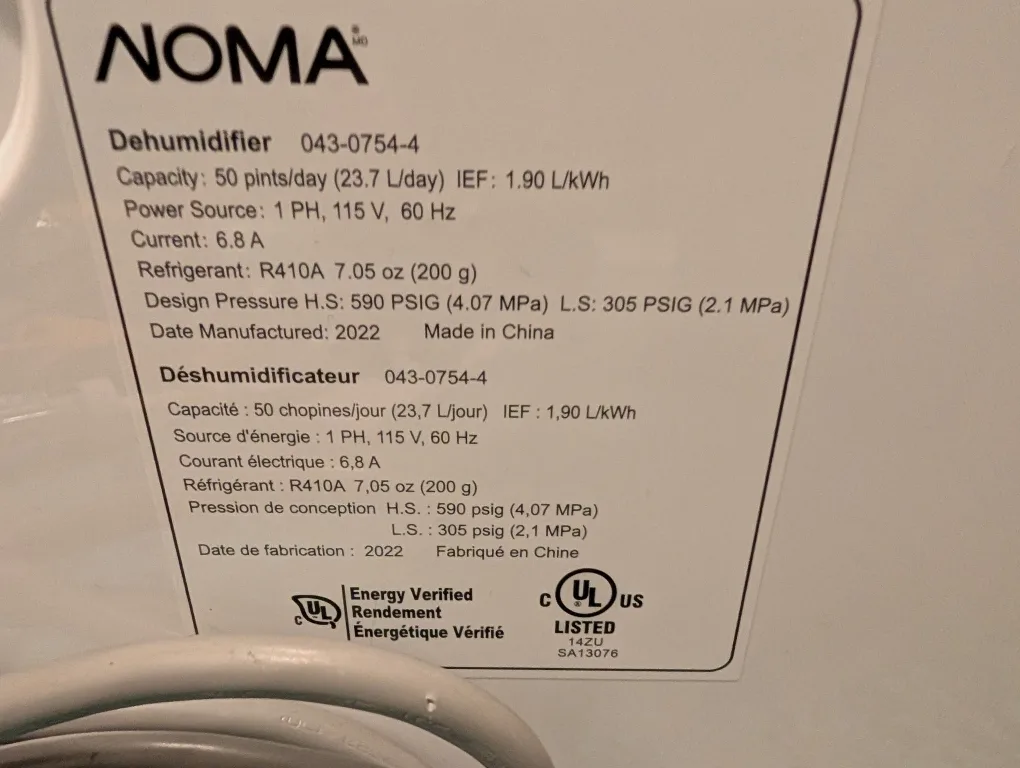 NOMA
® MD
Dehumidifier 043-0754-4
Capacity: 50 pints/day (23.7 L/day) IEF: 1.90 L/kWh
Power Source: 1 PH, 115 V, 60 Hz
Current: 6.8 A
Refrigerant: R410A 7.05 oz (200 g)
Design Pressure H.S: 590 PSIG (4.07 MPa) L.S: 305 PSIG (2.1 MPa)
Date Manufactured: 2022 Made in China
Déshumidificateur 043-0754-4
Capacité : 50 chopines/jour (23,7 L/jour) IEF : 1,90 L/kWh
Source d'énergie : 1 PH, 115 V, 60 Hz
Courant électrique : 6,8 A
Réfrigérant : R410A 7,05 oz (200 g)
Pression de conception H.S. : 590 psig (4,07 MPa)
L.S. : 305 psig (2,1 MPa)
Date de fabrication : 2022 Fabriqué en Chine
c UL Energy Verified
Rendement
Énergétique Vérifié
C UL ® US
LISTED
14ZU
SA13076